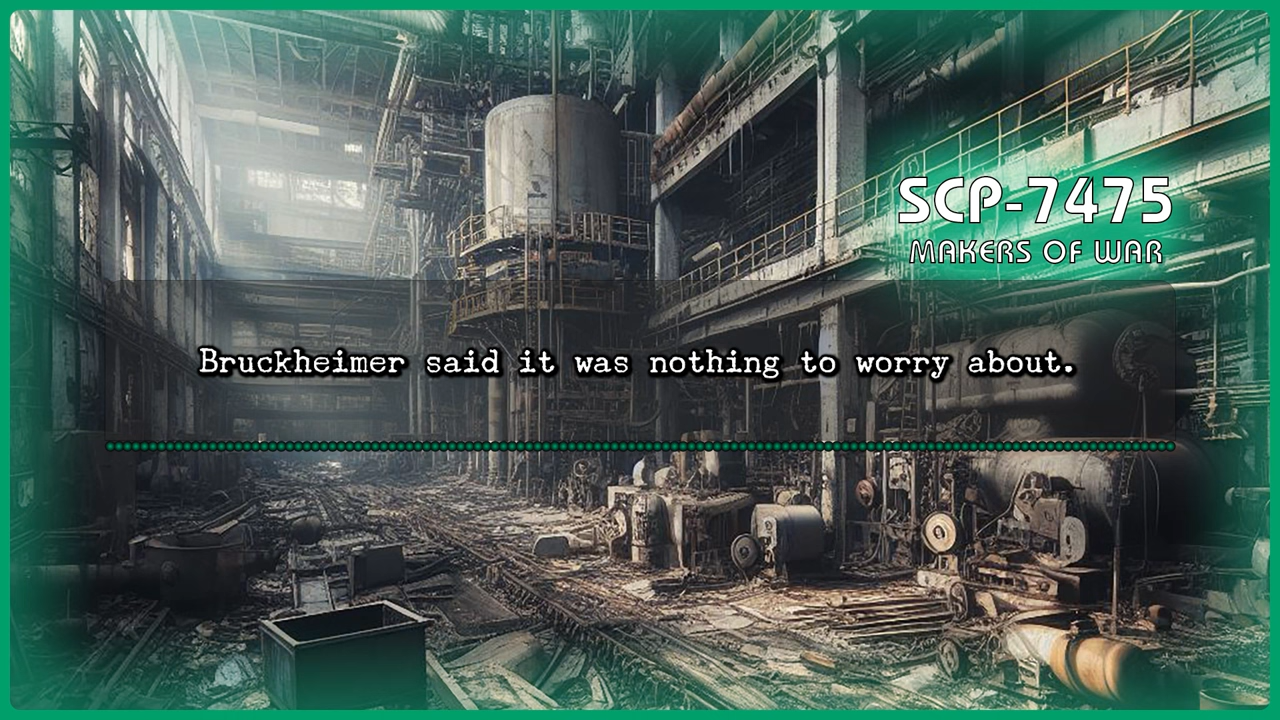 SCP-7475
MAKERS OF WAR
Bruckheimer said it was nothing to worry about.